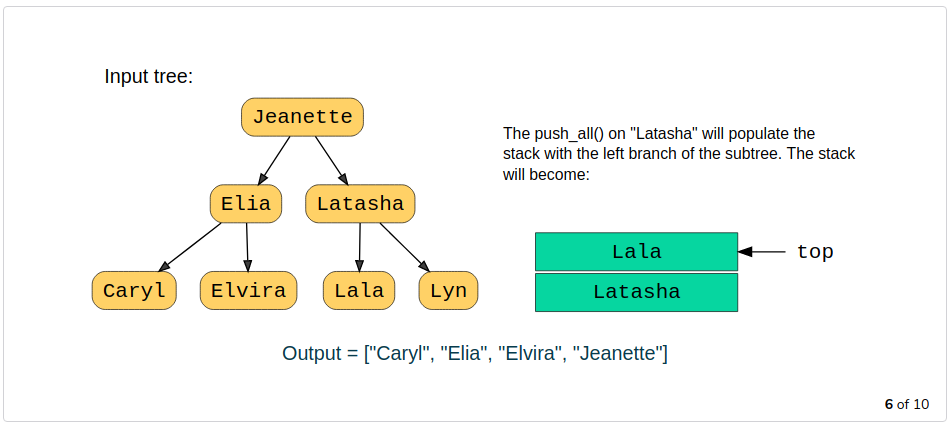 Input tree:
Jeanette
The push_all() on "Latasha" will populate the
stack with the left branch of the subtree. The stack
will become:
Elia
Latasha
Lala
top
Caryl
Elvira
Lala
Lyn
Latasha
Output = ["Caryl", "Elia", "Elvira", "Jeanette"]
6 of 10